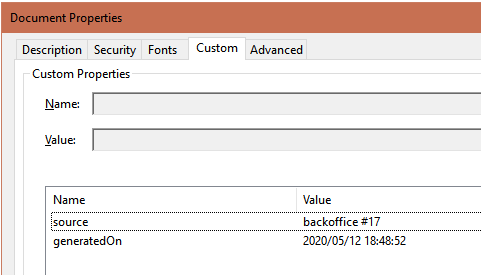 Document Properties
Description Security Fonts Custom Advanced
Custom Properties
Name:
Value:
Name Value
source backoffice #17
generatedOn 2020/05/12 18:48:52